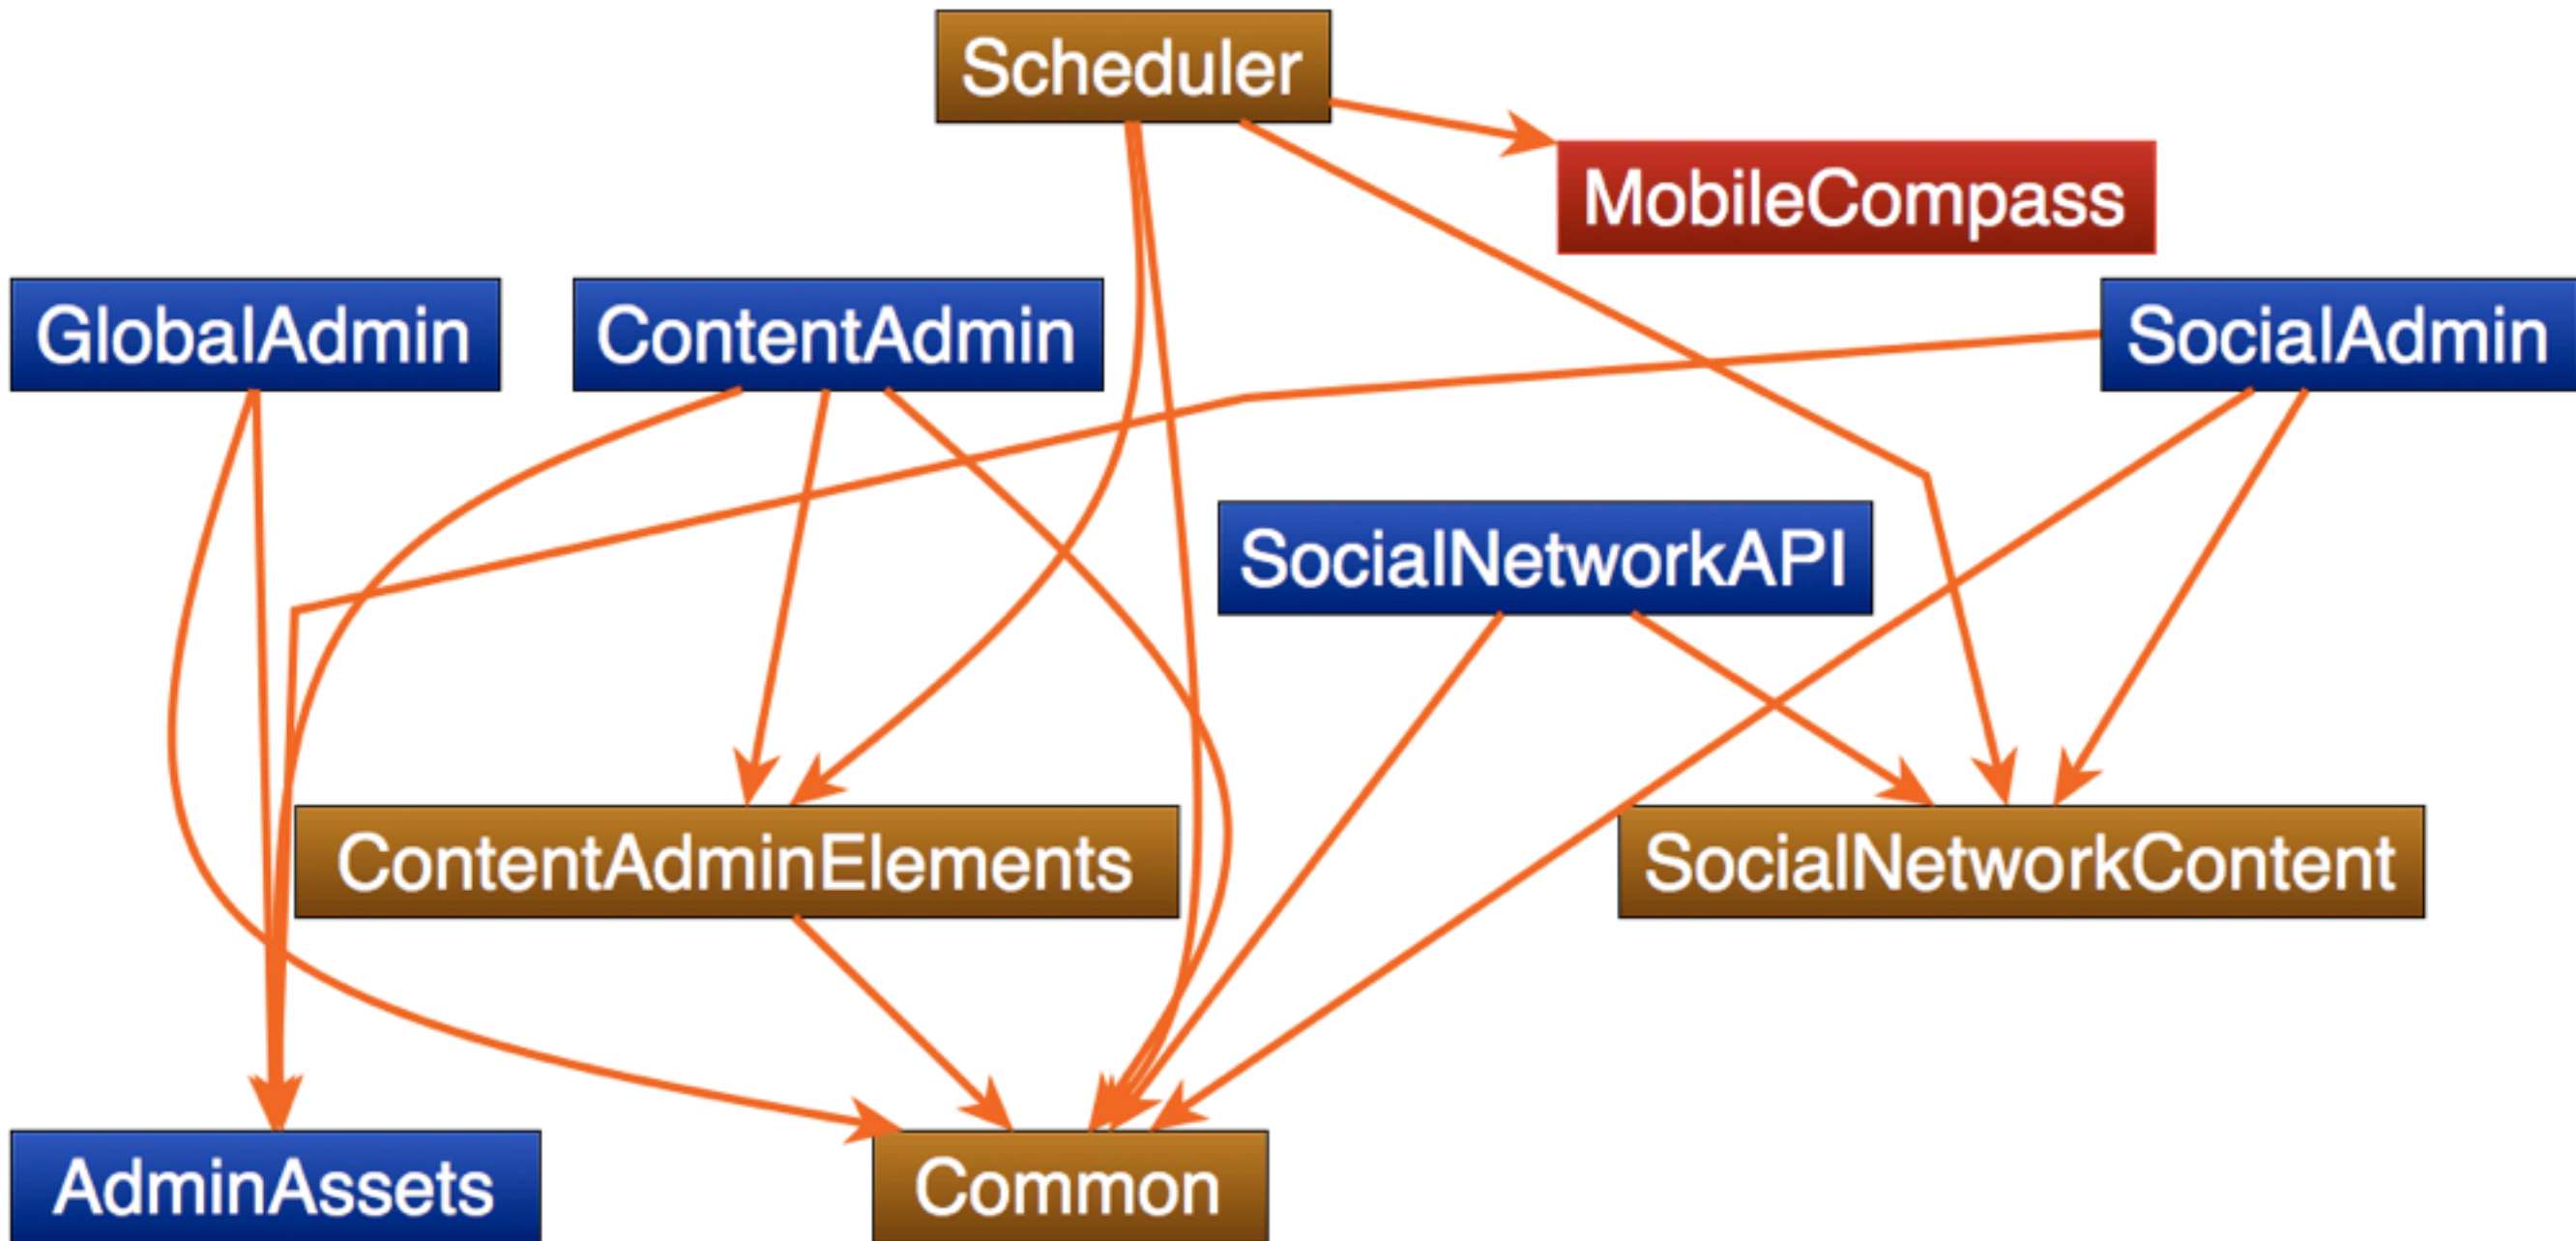 Scheduler
MobileCompass
GlobalAdmin
ContentAdmin
SocialAdmin
SocialNetworkAPI
ContentAdminElements
SocialNetworkContent
AdminAssets
Common